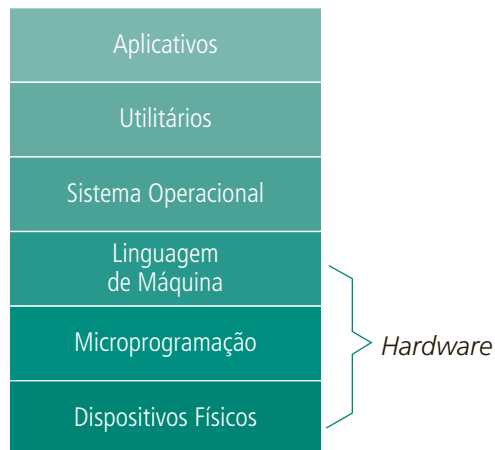 Aplicativos
Utilitários
Sistema Operacional
Linguagem
de Máquina
Microprogramação
Dispositivos Físicos
Hardware